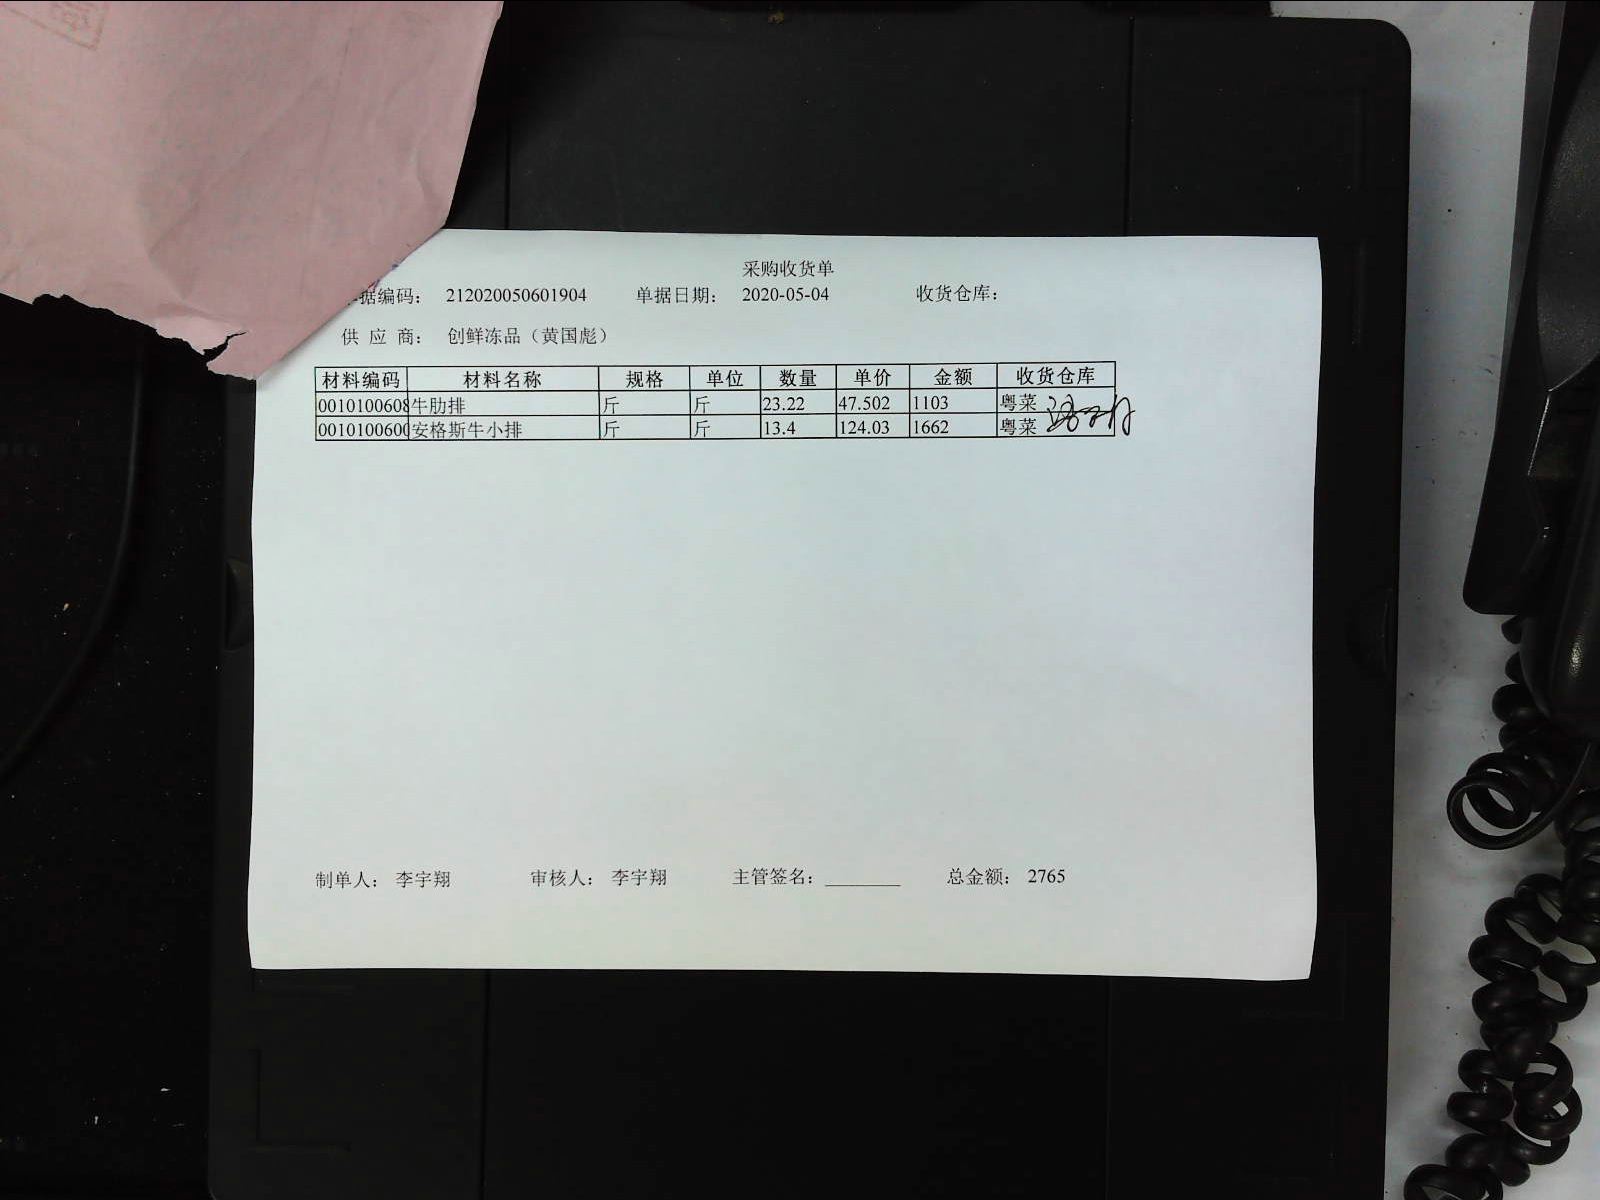 采购收货单
据编码： 212020050601904 单据日期： 2020-05-04 收货仓库：
供 应 商： 创鲜冻品（黄国彪）
材料编码 材料名称 规格 单位 数量 单价 金额 收货仓库
0010100608 牛肋排 斤 斤 23.22 47.502 1103 粤菜
0010100600 安格斯牛小排 斤 斤 13.4 124.03 1662 粤菜
制单人： 李宇翔 审核人： 李宇翔 主管签名：________ 总金额： 2765